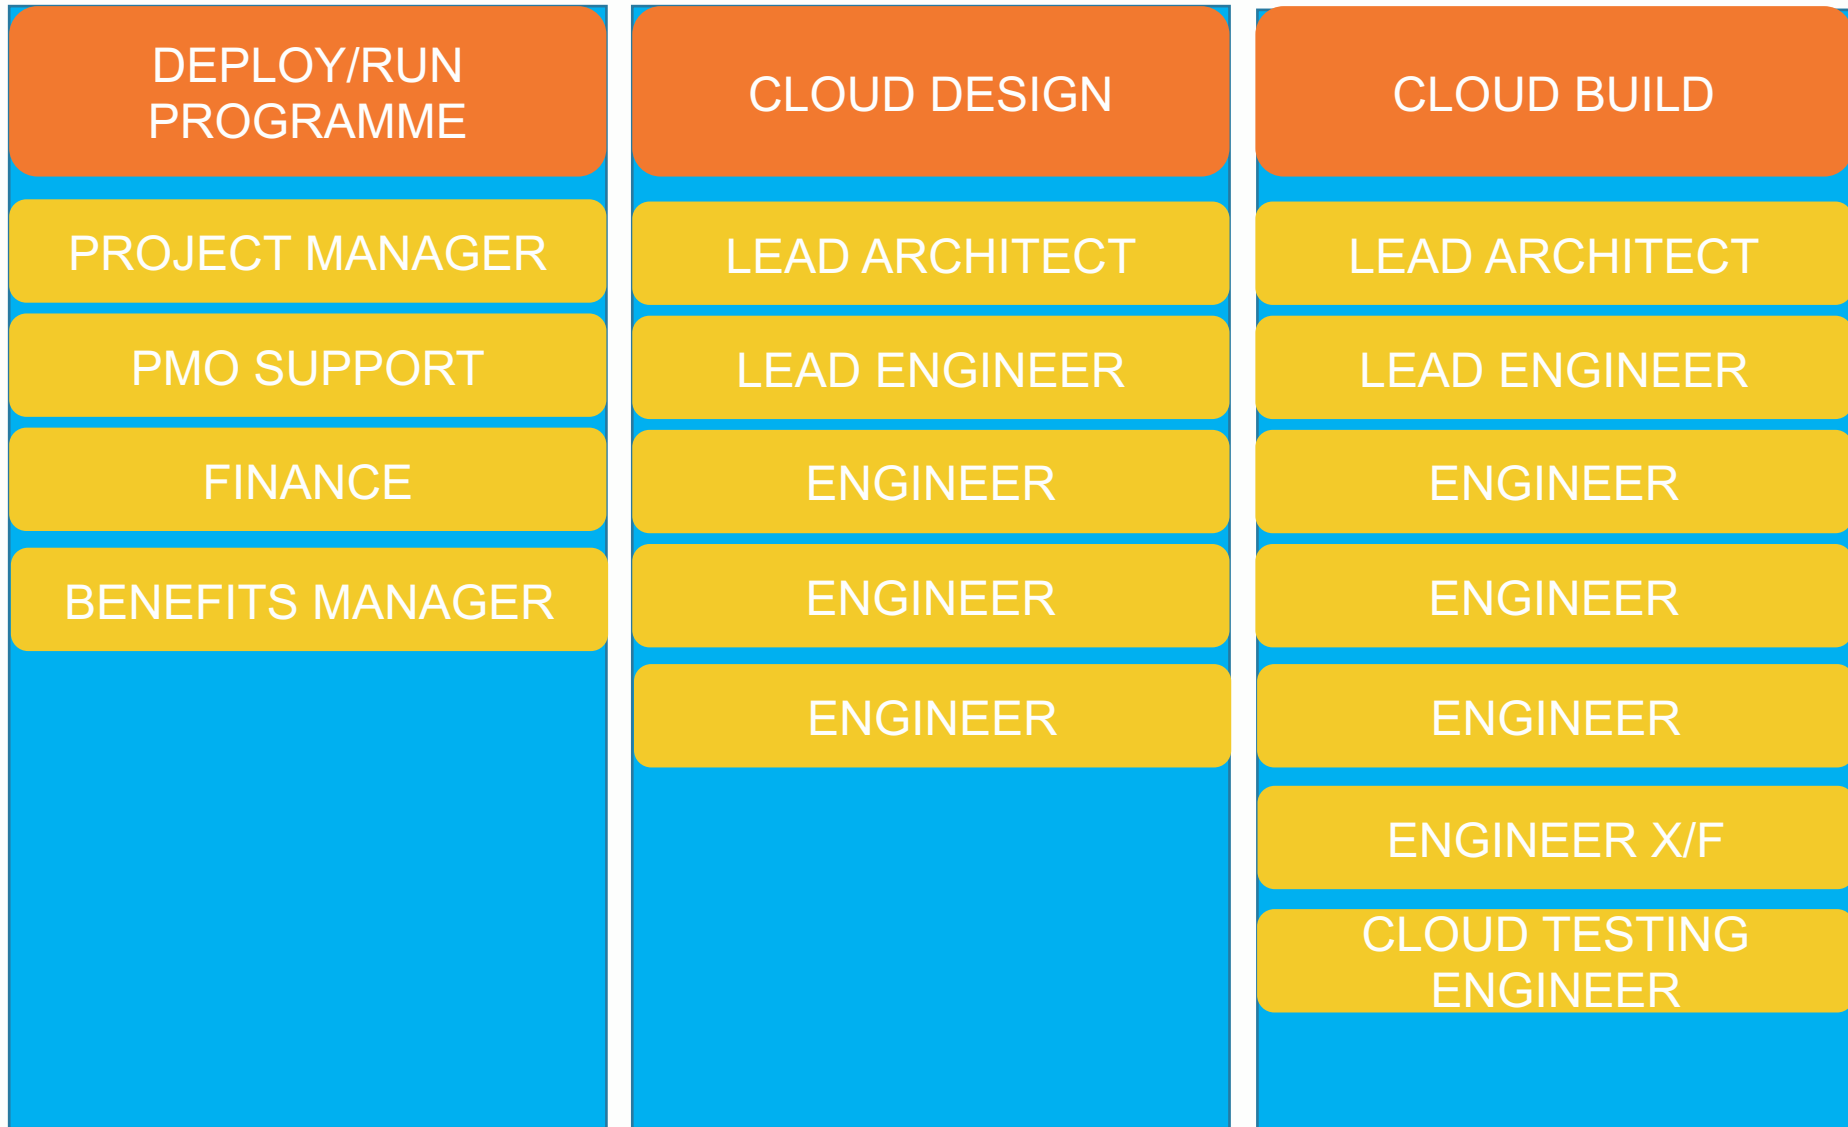 DEPLOY/RUN
PROGRAMME
PROJECT MANAGER
PMO SUPPORT
FINANCE
BENEFITS MANAGER
CLOUD DESIGN
LEAD ARCHITECT
LEAD ENGINEER
ENGINEER
ENGINEER
ENGINEER
CLOUD BUILD
LEAD ARCHITECT
LEAD ENGINEER
ENGINEER
ENGINEER
ENGINEER
ENGINEER X/F
CLOUD TESTING
ENGINEER